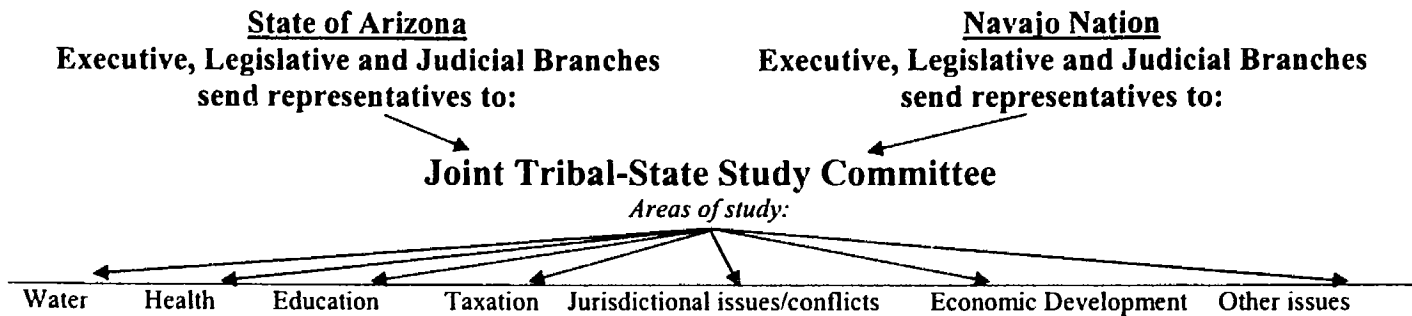 State of Arizona
Executive, Legislative and Judicial Branches
send representatives to:
Navajo Nation
Executive, Legislative and Judicial Branches
send representatives to:
Joint Tribal-State Study Committee
Areas of study:
Water Health Education Taxation Jurisdictional issues/conflicts Economic Development Other issues